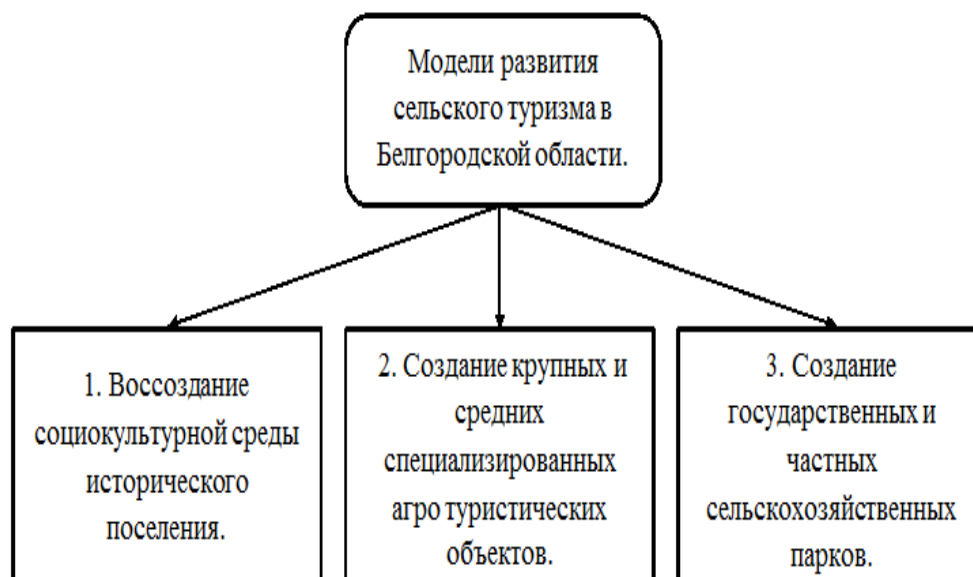 Модели развития
сельского туризма в
Белгородской области.
1. Воссоздание
социокультурной среды
исторического
поселения.
2. Создание крупных и
средних
специализированных
агро туристических
объектов.
3. Создание
государственных и
частных
сельскохозяйственных
парков.